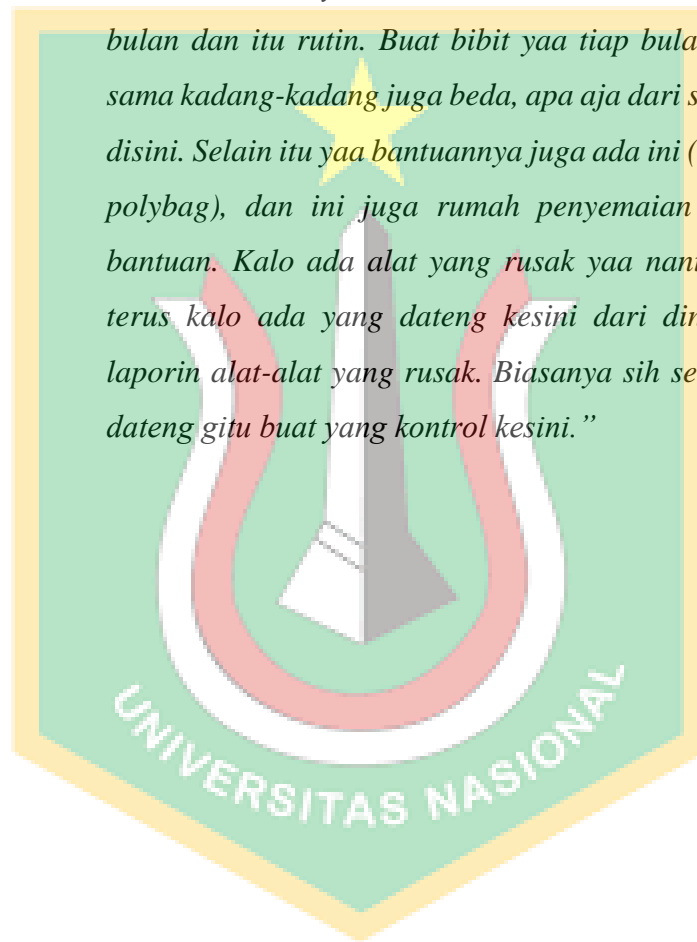 bulan dan itu rutin. Buat bibit yaa tiap bula
sama kadang-kadang juga beda, apa aja dari s
disini. Selain itu yaa bantuannya juga ada ini (
polybag), dan ini juga rumah penyemaian
bantuan. Kalo ada alat yang rusak yaa nan
terus kalo ada yang dateng kesini dari di
laporin alat-alat yang rusak. Biasanya sih se
dateng gitu buat yang kontrol kesini.”
UNIVERSITAS NASIONAL